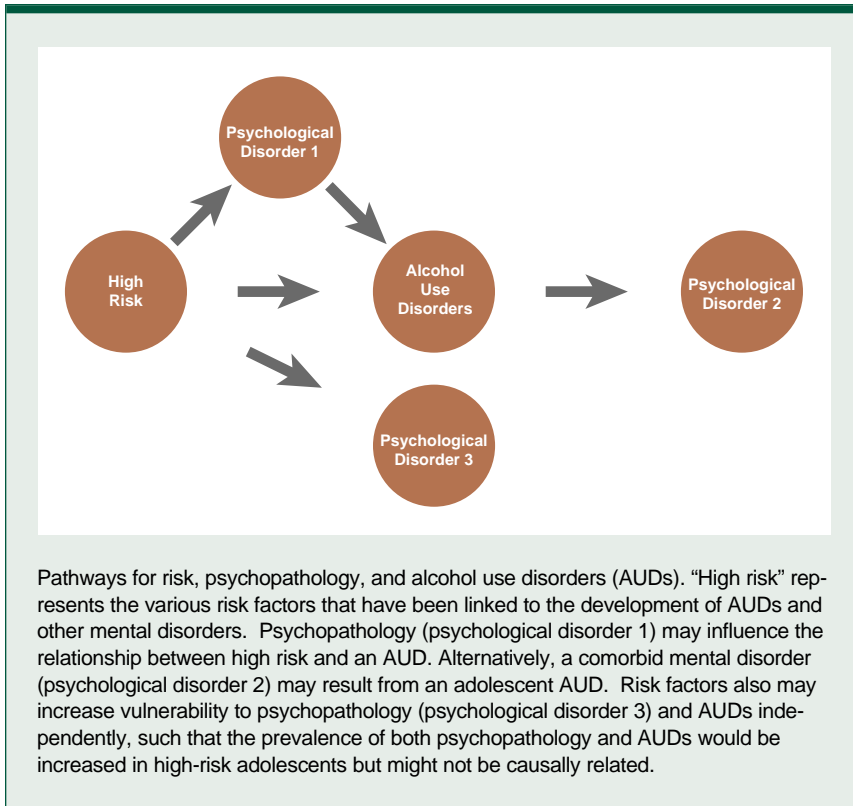 Psychological
Disorder 1
High
Risk
Alcohol
Use
Disorders
Psychological
Disorder 2
Psychological
Disorder 3
Pathways for risk, psychopathology, and alcohol use disorders (AUDs). “High risk” rep-
resents the various risk factors that have been linked to the development of AUDs and
other mental disorders.  Psychopathology (psychological disorder 1) may influence the
relationship between high risk and an AUD. Alternatively, a comorbid mental disorder
(psychological disorder 2) may result from an adolescent AUD.  Risk factors also may
increase vulnerability to psychopathology (psychological disorder 3) and AUDs inde-
pendently, such that the prevalence of both psychopathology and AUDs would be
increased in high-risk adolescents but might not be causally related.